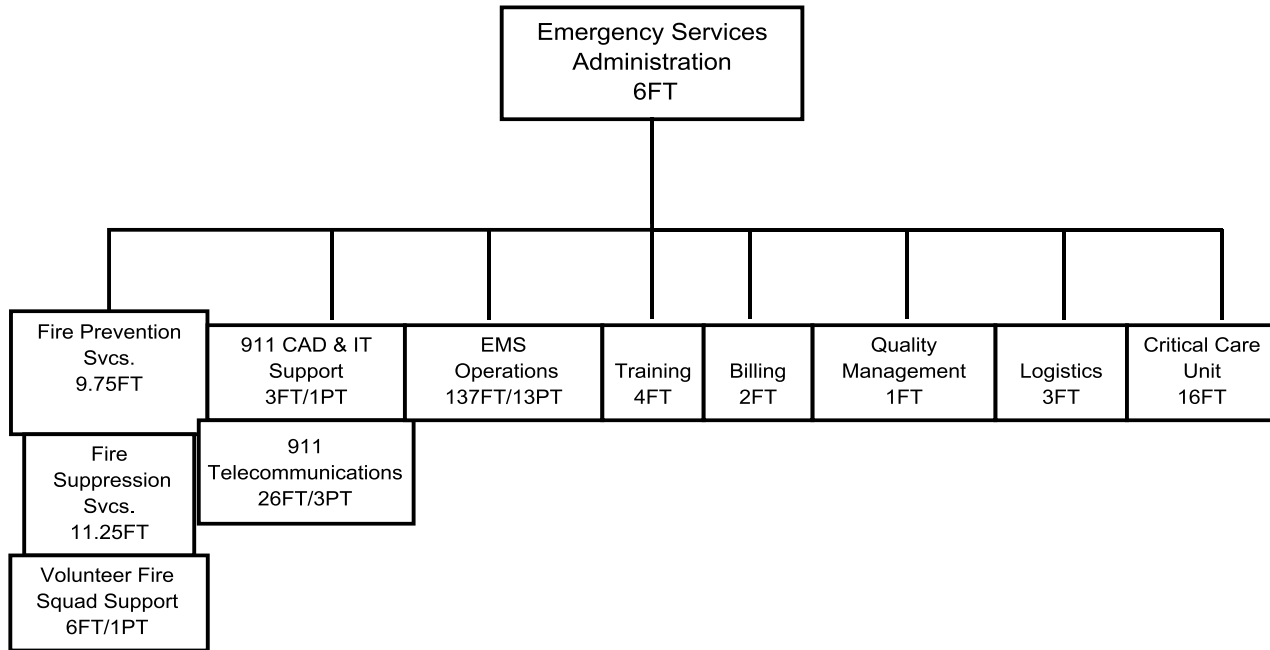 Emergency Services
Administration
6FT
Fire Prevention
Svcs.
9.75FT
Fire
Suppression
Svcs.
11.25FT
Volunteer Fire
Squad Support
6FT/1PT
911 CAD & IT
Support
3FT/1PT
911
Telecommunications
26FT/3PT
EMS
Operations
137FT/13PT
Training
4FT
Billing
2FT
Quality
Management
1FT
Logistics
3FT
Critical Care
Unit
16FT